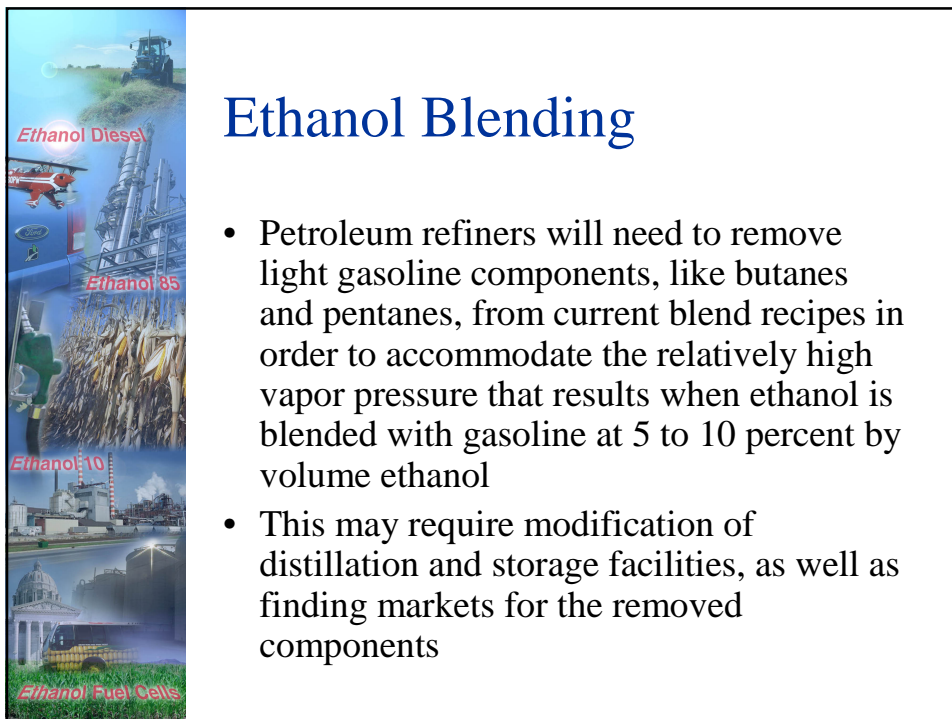 Ethanol Diesel
Ford
Ethanol 85
Ethanol 10
Ethanol Fuel Cells
Ethanol Blending
• Petroleum refiners will need to remove
light gasoline components, like butanes
and pentanes, from current blend recipes in
order to accommodate the relatively high
vapor pressure that results when ethanol is
blended with gasoline at 5 to 10 percent by
volume ethanol
• This may require modification of
distillation and storage facilities, as well as
finding markets for the removed
components